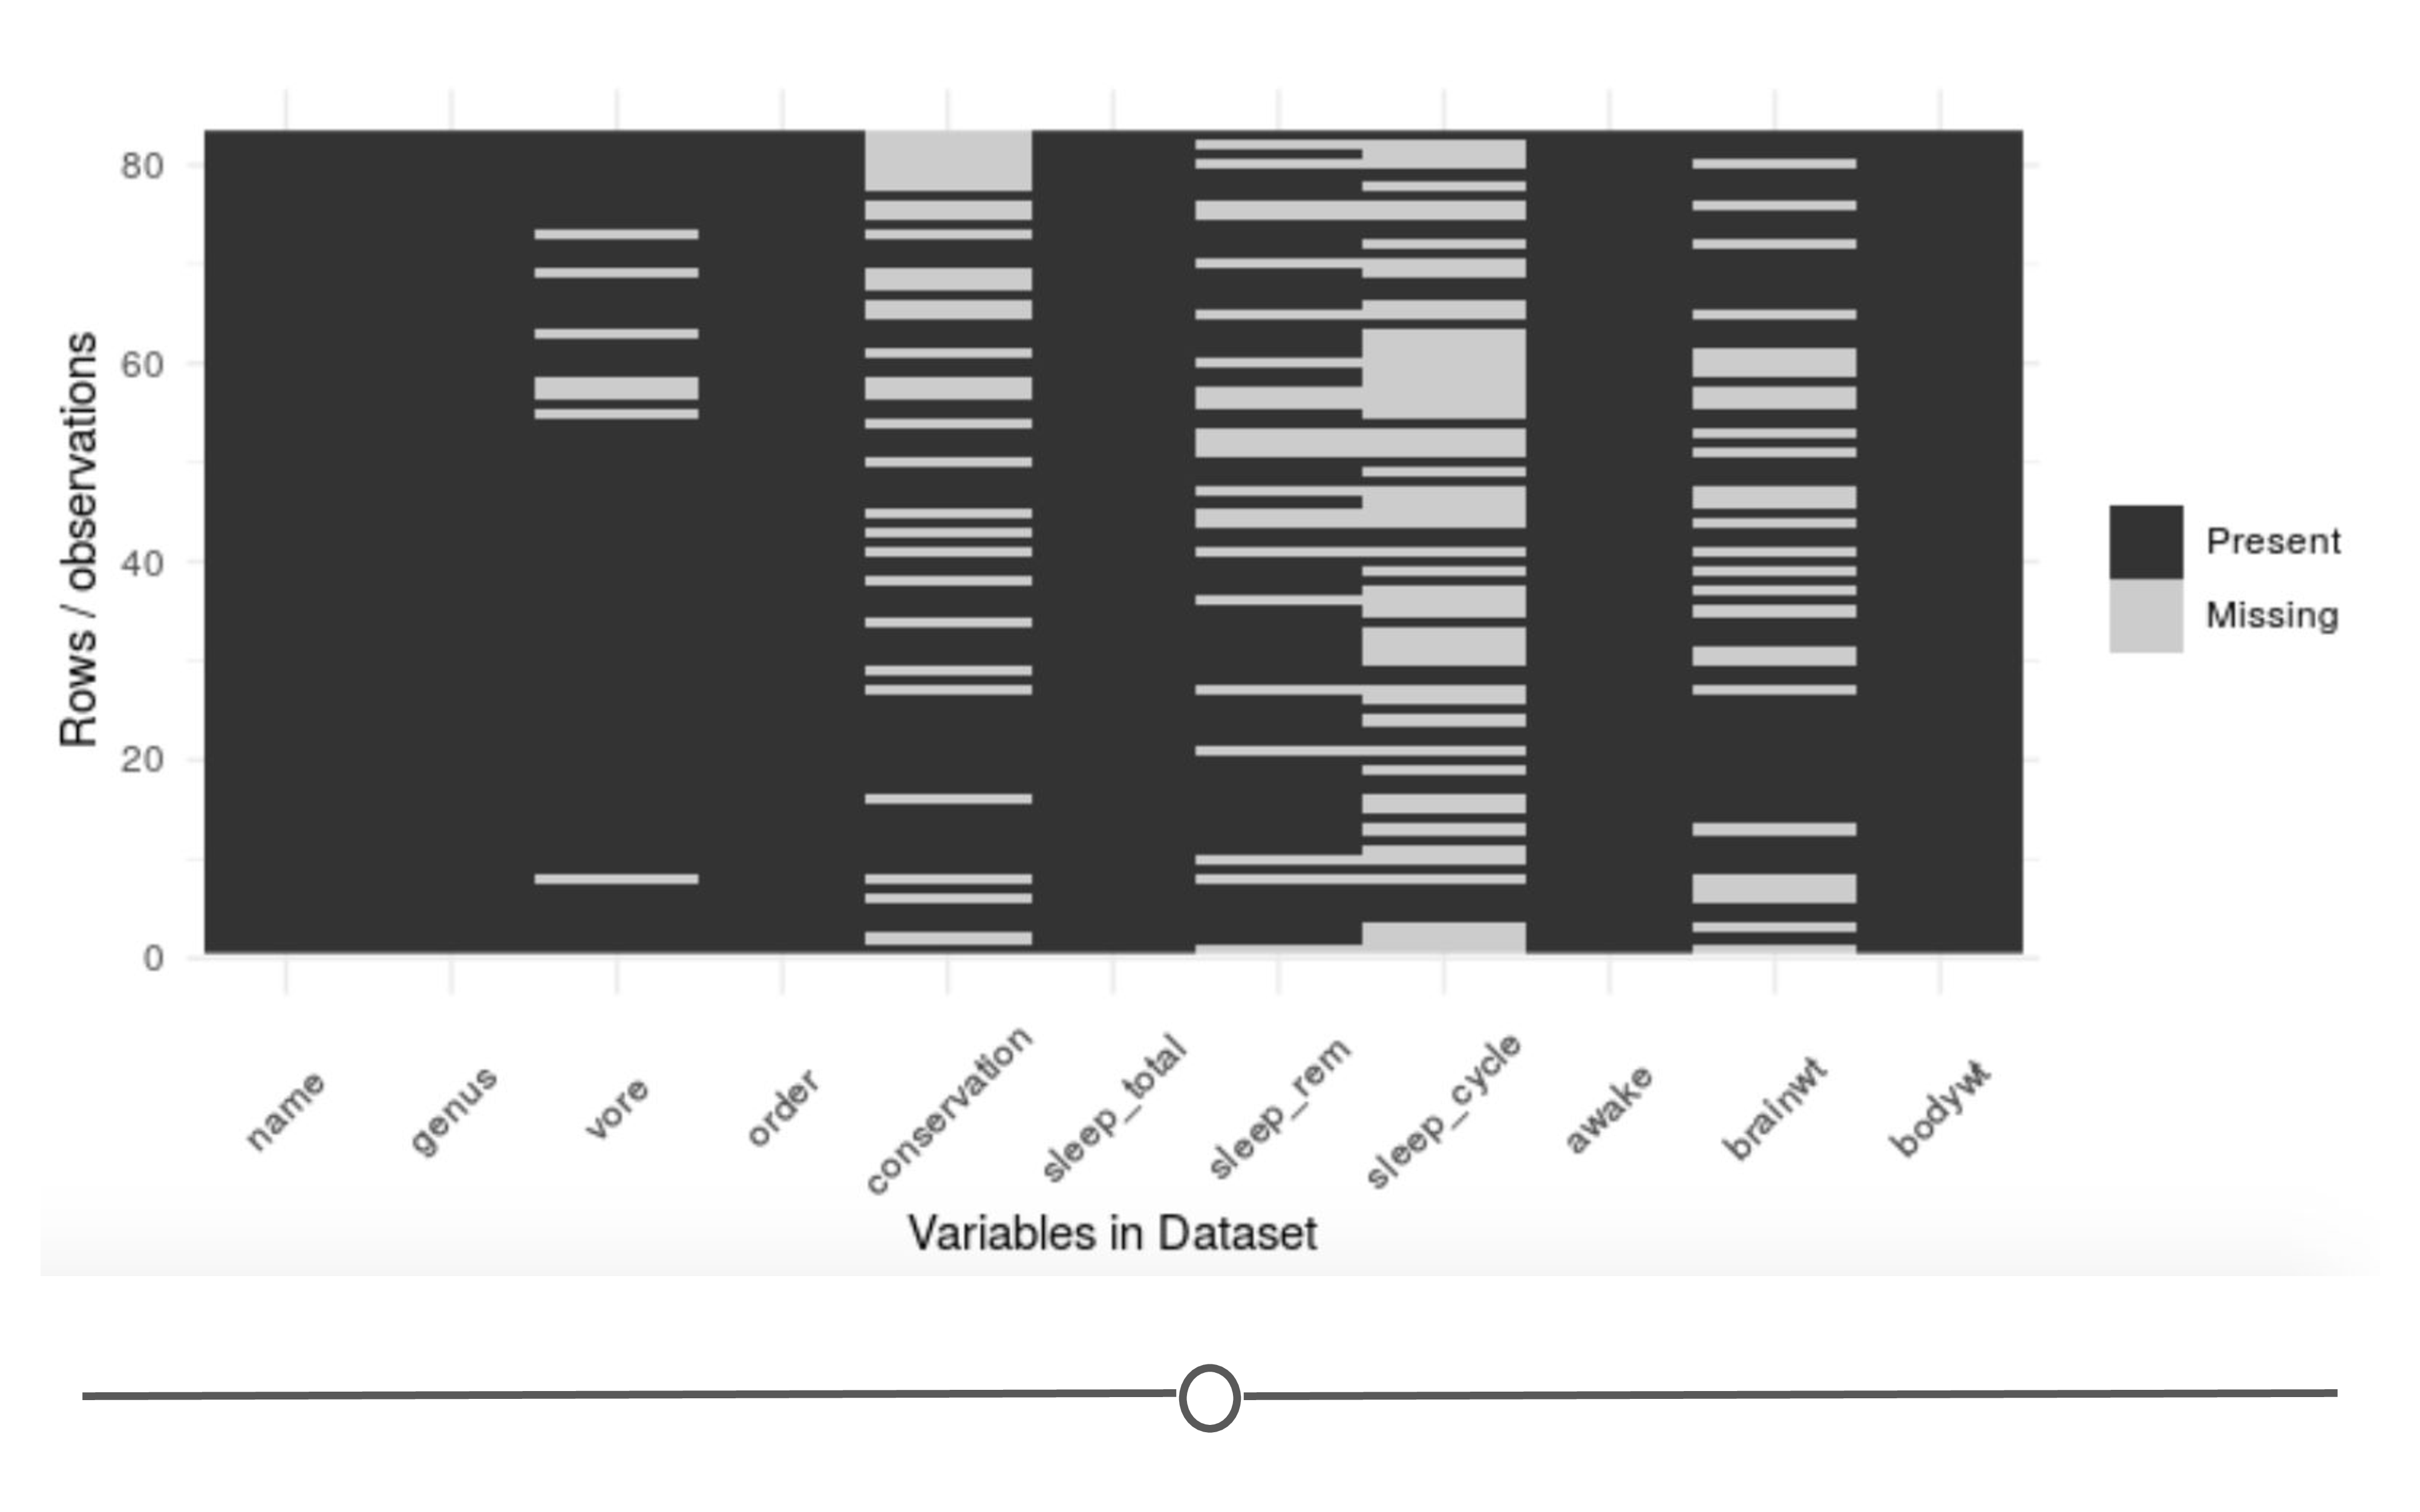 80
60
40
20
0
Rows / observations
Present
Missing
name
genus
vore
order
conservation
sleep_total
sleep_rem
sleep_cycle
awake
brainwt
bodywt
Variables in Dataset